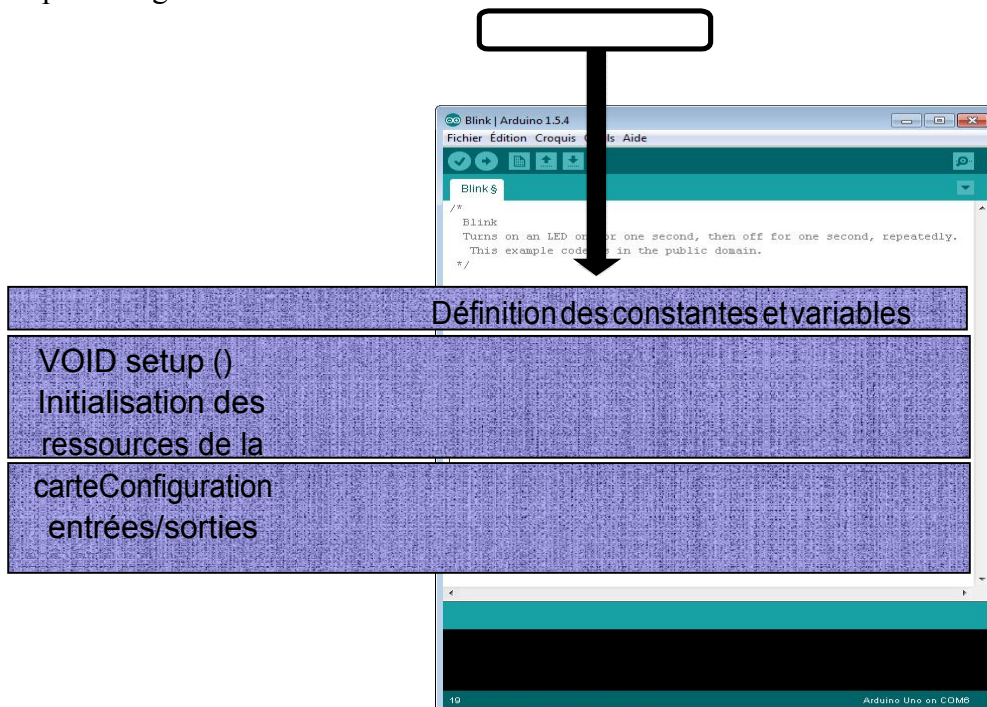 Blink | Arduino 1.5.4
Fichier Édition Croquis ls Aide
Blink §
/*
Blink
Turns on an LED on or one second, then off for one second, repeatedly.
This example code s in the public domain.
*/
Définition des constantes et variables
VOID setup ()
Initialisation des
ressources de la
carteConfiguration
entrées/sorties
19
Arduino Uno on COM6